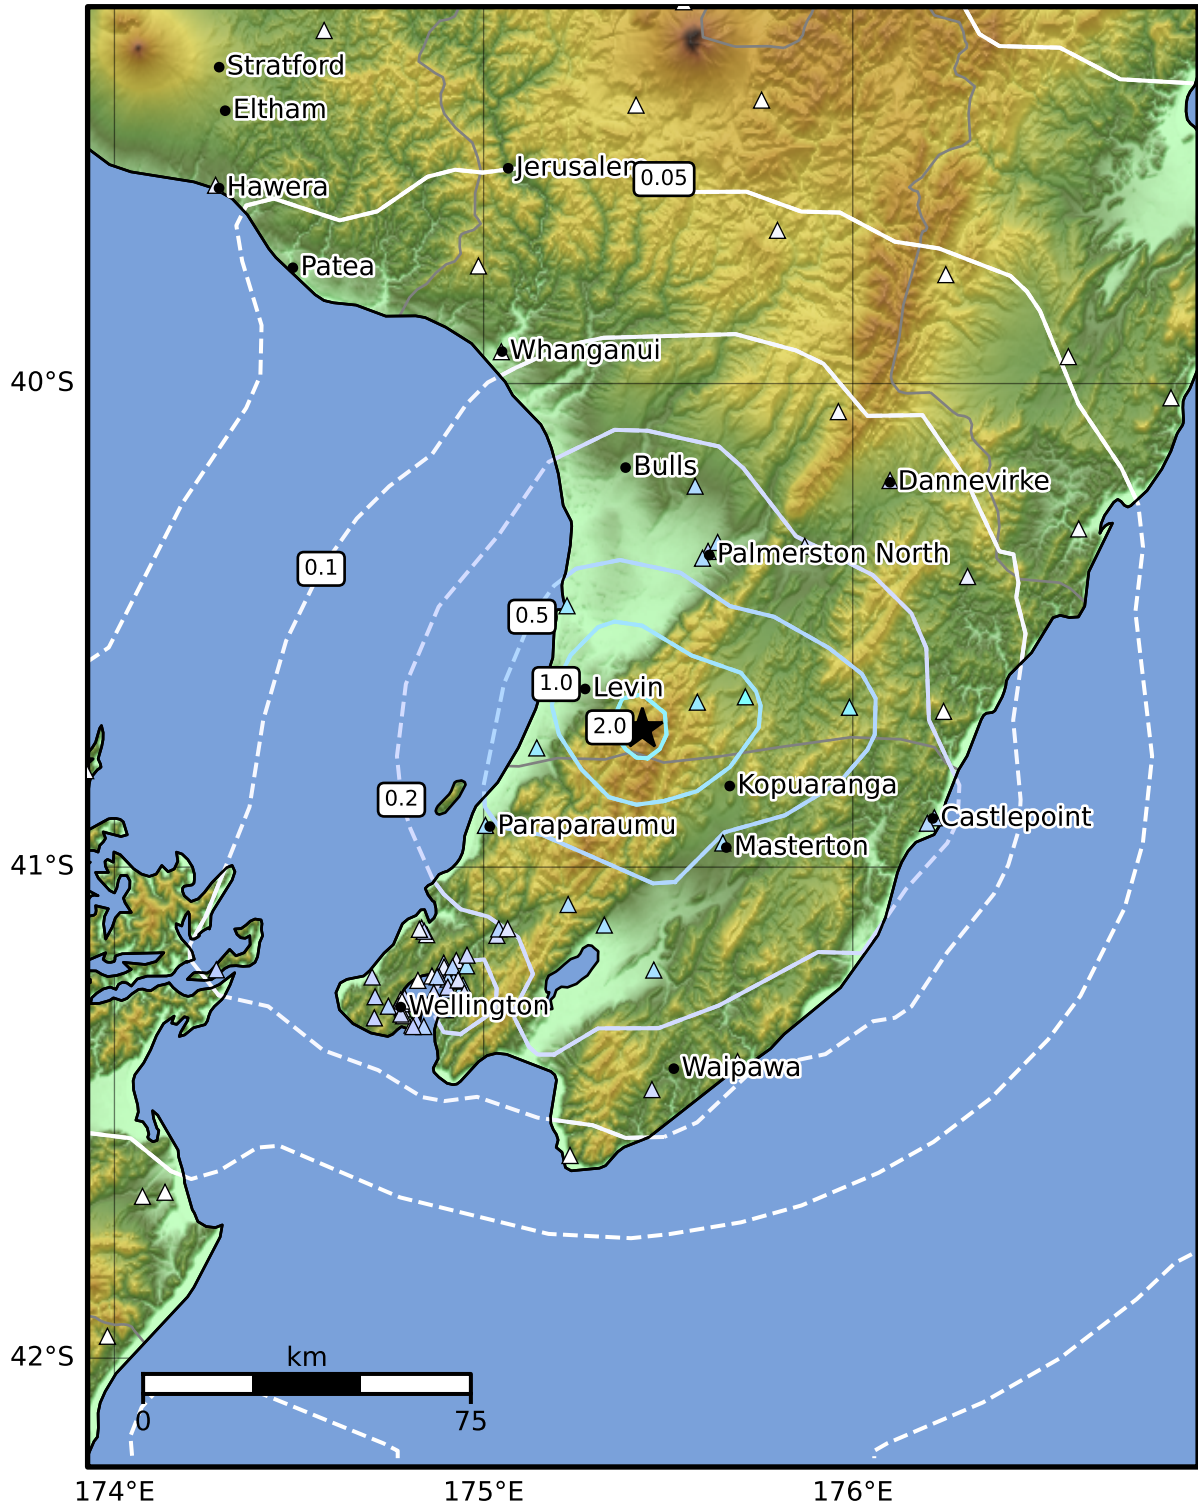 Stratford
Eltham
Jerusalem
0.05
Hawera
Patea
Whanganui
40°S
Bulls
Dannevirke
Palmerston North
0.1
0.5
1.0
Levin
2.0
Kopuaranga
0.2
Castlepoint
Paraparaumu
Masterton
41°S
Wellington
Waipawa
42°S
km
0
75
174°E
175°E
176°E